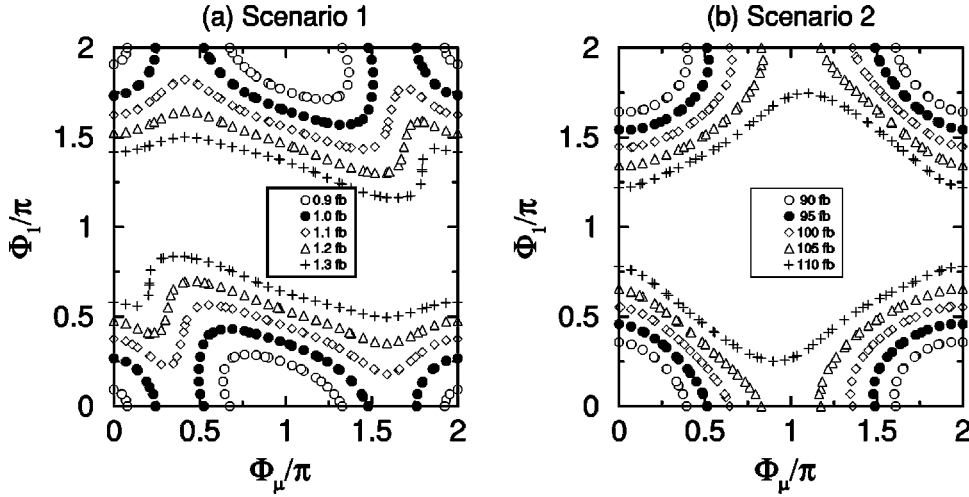 (a) Scenario 1
(b) Scenario 2
2
1.5
1
0.5
0
Φ₁/π
0.9 fb
1.0 fb
1.1 fb
1.2 fb
1.3 fb
0 0.5 1 1.5 2
Φμ/π
2
1.5
1
0.5
0
Φ₁/π
90 fb
95 fb
100 fb
105 fb
110 fb
0 0.5 1 1.5 2
Φμ/π